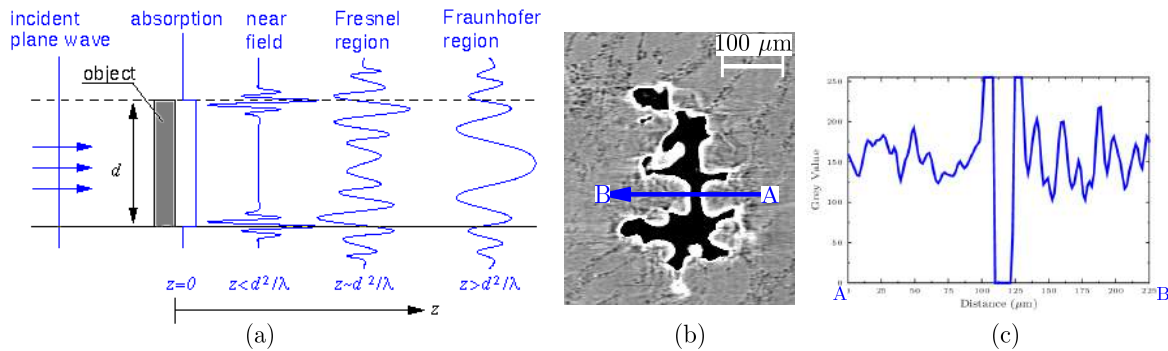 incident
plane wave
absorption
near
field
Fresnel
region
Fraunhofer
region
object
d
z=0
z<d²/λ
z~d²/λ
z>d²/λ
z
(a)
100 μm
B
A
(b)
Grey Value
250
200
150
100
50
0
25
50
75
100
125
150
175
200
225
A
Distance (μm)
B
(c)